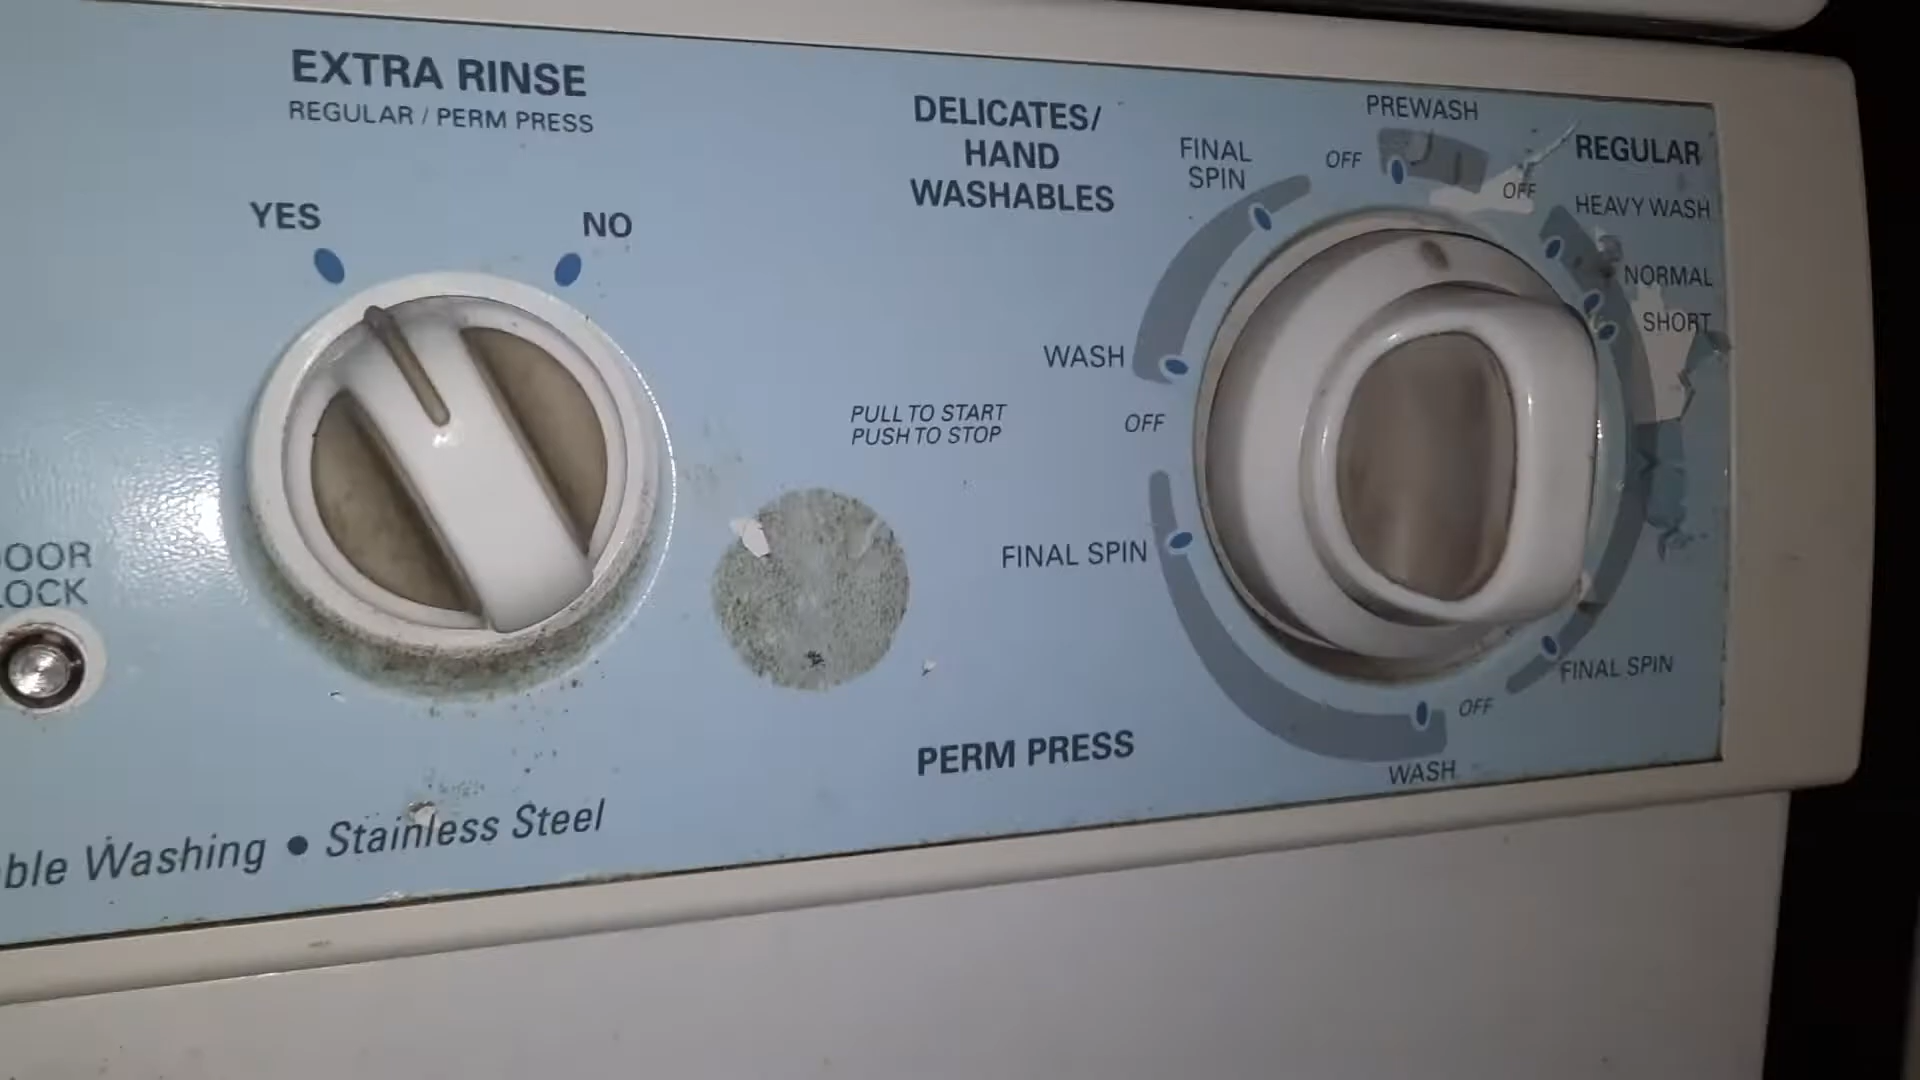 EXTRA RINSE
REGULAR / PERM PRESS
YES
NO
DOOR
LOCK
ble Washing • Stainless Steel
DELICATES/
HAND
WASHABLES
FINAL
SPIN
WASH
OFF
PULL TO START
PUSH TO STOP
FINAL SPIN
PERM PRESS
PREWASH
OFF
OFF
REGULAR
HEAVY WASH
NORMAL
SHORT
FINAL SPIN
OFF
WASH